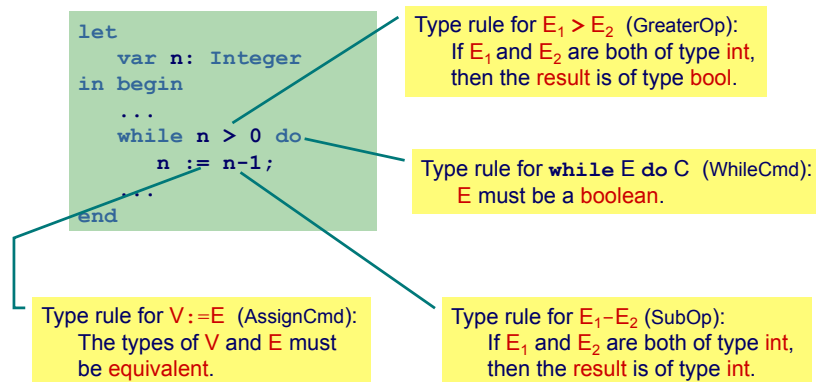 let
var n: Integer
in begin
...
while n > 0 do
n := n-1;
...
end
Type rule for E₁ > E₂ (GreaterOp):
If E₁ and E₂ are both of type int,
then the result is of type bool.
Type rule for while E do C (WhileCmd):
E must be a boolean.
Type rule for V:=E (AssignCmd):
The types of V and E must
be equivalent.
Type rule for E₁-E₂ (SubOp):
If E₁ and E₂ are both of type int,
then the result is of type int.